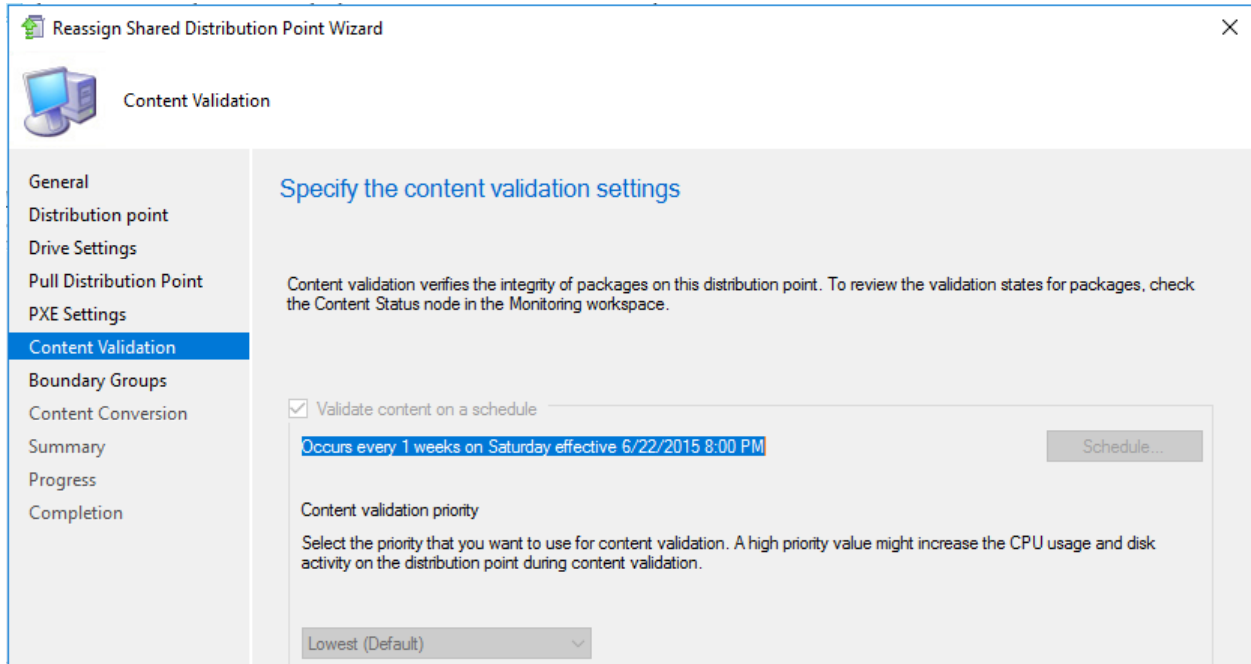 Reassign Shared Distribution Point Wizard
Content Validation
General
Distribution point
Drive Settings
Pull Distribution Point
PXE Settings
Content Validation
Boundary Groups
Content Conversion
Summary
Progress
Completion
Specify the content validation settings
Content validation verifies the integrity of packages on this distribution point. To review the validation states for packages, check
the Content Status node in the Monitoring workspace.
Validate content on a schedule
Occurs every 1 weeks on Saturday effective 6/22/2015 8:00 PM
Schedule...
Content validation priority
Select the priority that you want to use for content validation. A high priority value might increase the CPU usage and disk
activity on the distribution point during content validation.
Lowest (Default)